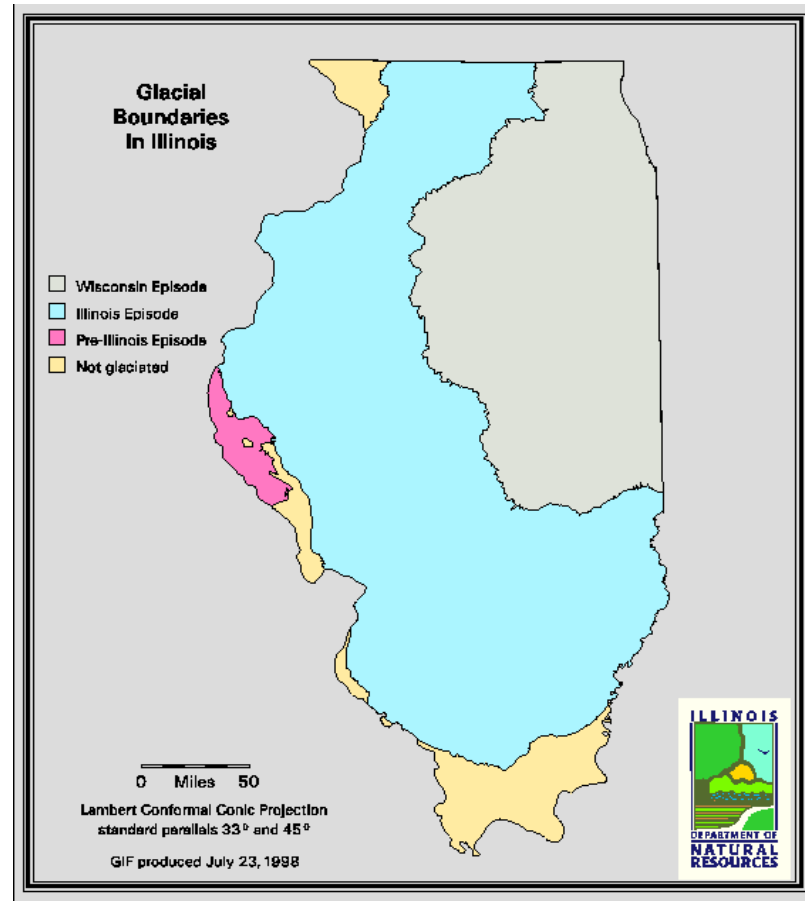 Glacial
Boundaries
In Illinois
Wisconsin Episode
Illinois Episode
Pre-Illinois Episode
Not glaciated
0 Miles 50
Lambert Conformal Conic Projection
standard parallels 33° and 45°
GIF produced July 23, 1998
ILLINOIS
DEPARTMENT OF
NATURAL
RESOURCES